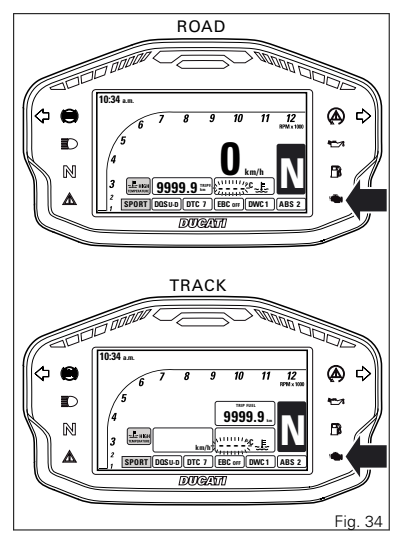 ROAD
10:34 a.m.
6 7 8 9 10 11 12
RPM x 1000
5
4
0
km/h
N
3
HIGH
TEMPERATURE
9999.9 km
- - - °C
2
1
SPORT DQS U-D DTC 7 EBC OFF DWC 1 ABS 2
DUCATI
N
TRACK
10:34 a.m.
6 7 8 9 10 11 12
RPM x 1000
5
TRIP FUEL
4
9999.9 km
N
3
HIGH
TEMPERATURE
km/h
- - - °C
2
1
SPORT DQS U-D DTC 7 EBC OFF DWC 1 ABS 2
DUCATI
N
Fig. 34